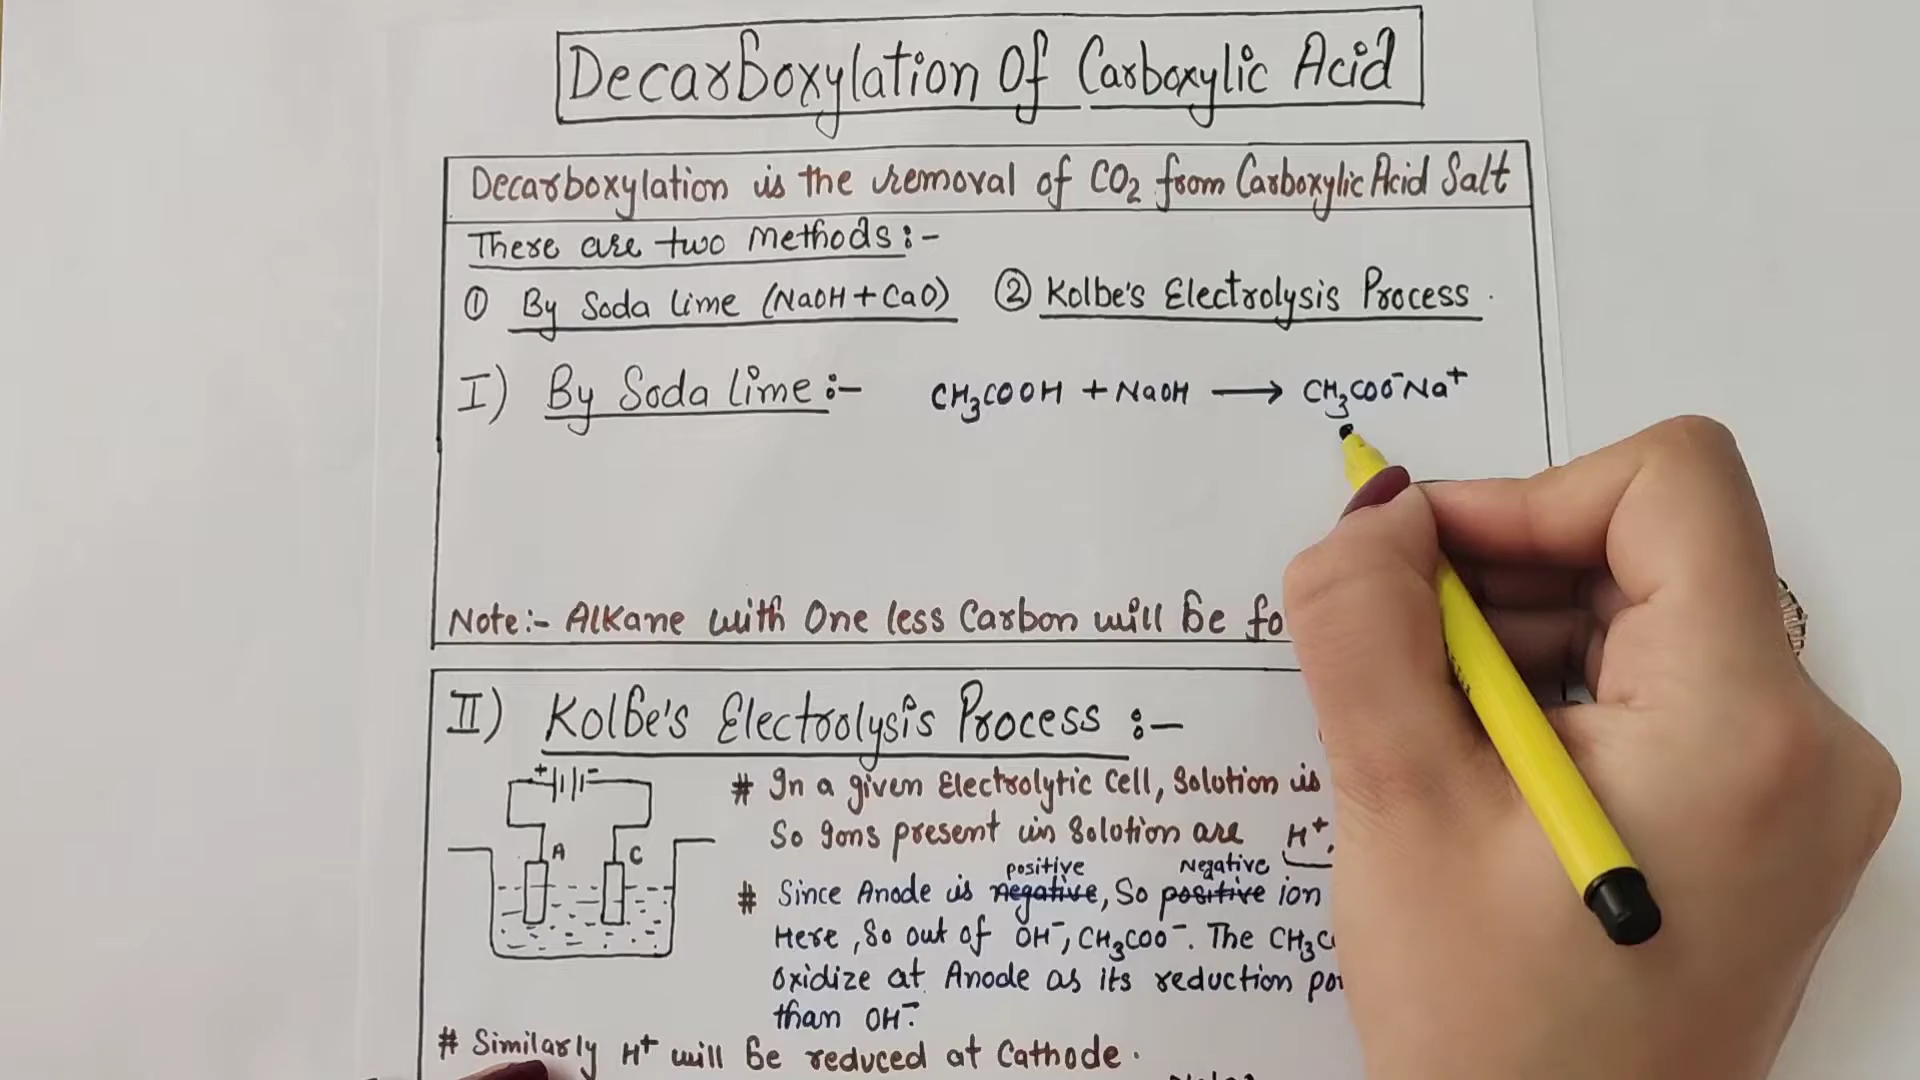 Decarboxylation Of Carboxylic Acid
Decarboxylation is the removal of CO2 from Carboxylic Acid Salt
There are two Methods:-
① By Soda lime (NaOH+CaO) ② Kolbe's Electrolysis Process.
I) By Soda lime:- CH3COOH + NaOH ⟶ CH3COO⁻Na⁺
Note:- Alkane with One less Carbon will be fo
II) Kolbe's Electrolysis Process :-
+ -
A C
# In a given Electrolytic Cell, Solution is
So Ions present in Solution are H⁺,
positive Negative
# Since Anode is negative, So positive ion
Here, So out of OH⁻, CH3COO⁻. The CH3C
Oxidize at Anode as its reduction po
than OH⁻.
# Similarly H⁺ will be reduced at Cathode.